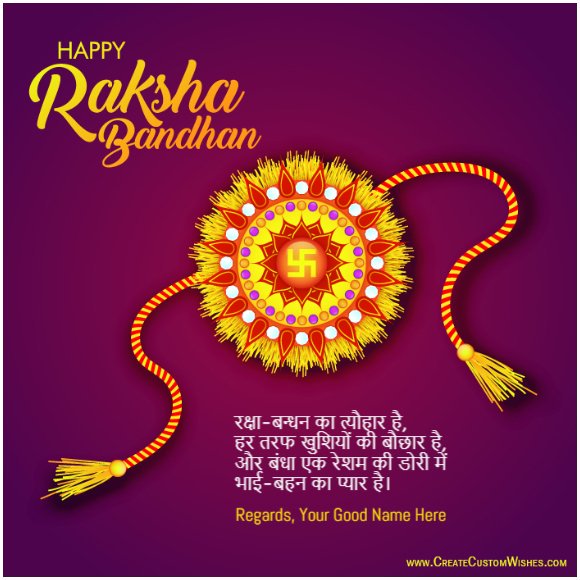 HAPPY
Raksha
Bandhan
रक्षा-बन्धन का त्यौहार है,
हर तरफ खुशियों की बौछार है,
और बंधा एक रेशम की डोरी में
भाई-बहन का प्यार है।
Regards, Your Good Name Here
www.CreateCustomWishes.com